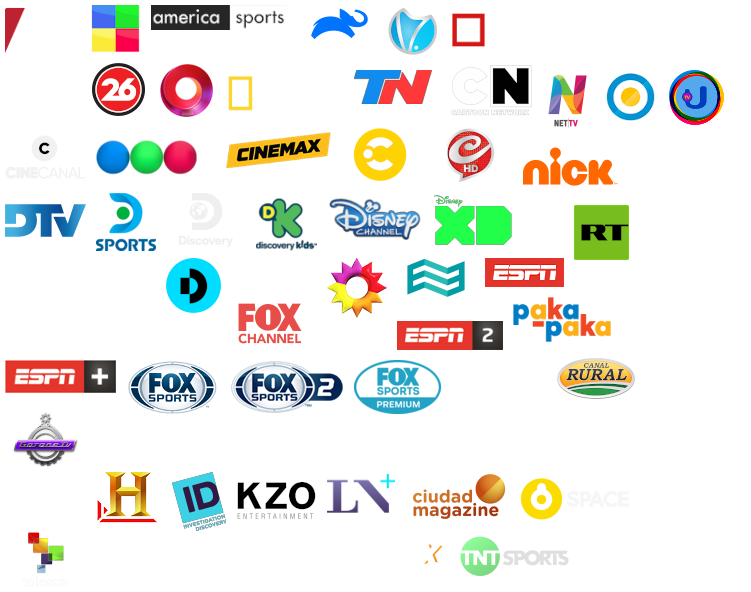 america sports
26
TN
CN
CARTOON NETWORK
N
NET TV
U
C
CINECANAL
CINEMAX
C
e
HD
nick
DTV
D
SPORTS
D
Discovery
DK
discovery kids
Disney
CHANNEL
Disney
XD
RT
D
FOX
CHANNEL
ESPN
ESPN 2
paka
-paka
ESPN +
FOX
SPORTS
FOX
SPORTS 2
FOX
SPORTS
PREMIUM
CANAL
RURAL
H
ID
INVESTIGATION
DISCOVERY
KZO
ENTERTAINMENT
LN+
ciudad
magazine
SPACE
TNT SPORTS